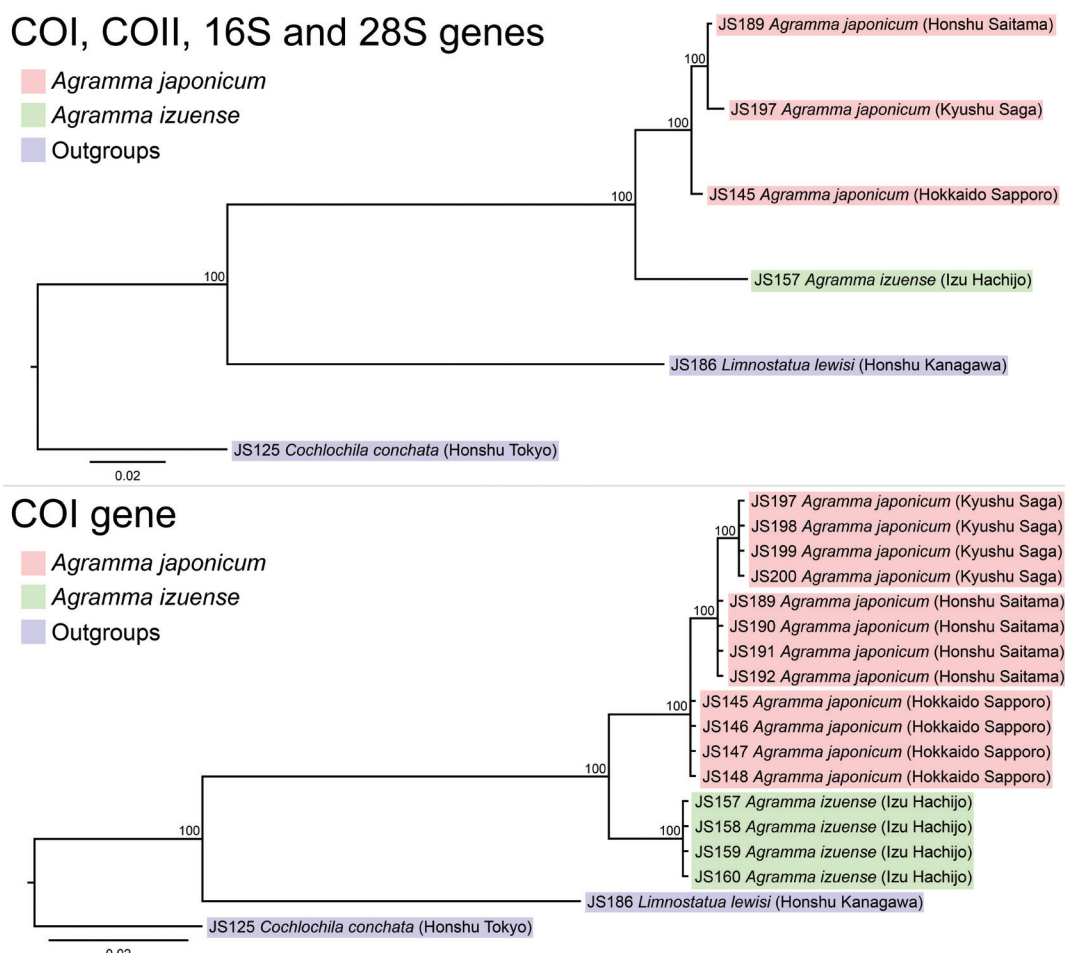 COI, COII, 16S and 28S genes
Agramma japonicum
Agramma izuense
Outgroups
JS189 Agramma japonicum (Honshu Saitama)
100
JS197 Agramma japonicum (Kyushu Saga)
100
JS145 Agramma japonicum (Hokkaido Sapporo)
100
JS157 Agramma izuense (Izu Hachijo)
100
JS186 Limnostatua lewisi (Honshu Kanagawa)
JS125 Cochlochila conchata (Honshu Tokyo)
0.02
COI gene
Agramma japonicum
Agramma izuense
Outgroups
JS197 Agramma japonicum (Kyushu Saga)
JS198 Agramma japonicum (Kyushu Saga)
100
JS199 Agramma japonicum (Kyushu Saga)
JS200 Agramma japonicum (Kyushu Saga)
JS189 Agramma japonicum (Honshu Saitama)
100
JS190 Agramma japonicum (Honshu Saitama)
JS191 Agramma japonicum (Honshu Saitama)
JS192 Agramma japonicum (Honshu Saitama)
JS145 Agramma japonicum (Hokkaido Sapporo)
100
JS146 Agramma japonicum (Hokkaido Sapporo)
JS147 Agramma japonicum (Hokkaido Sapporo)
JS148 Agramma japonicum (Hokkaido Sapporo)
100
JS157 Agramma izuense (Izu Hachijo)
JS158 Agramma izuense (Izu Hachijo)
100
100
JS159 Agramma izuense (Izu Hachijo)
JS160 Agramma izuense (Izu Hachijo)
JS186 Limnostatua lewisi (Honshu Kanagawa)
JS125 Cochlochila conchata (Honshu Tokyo)